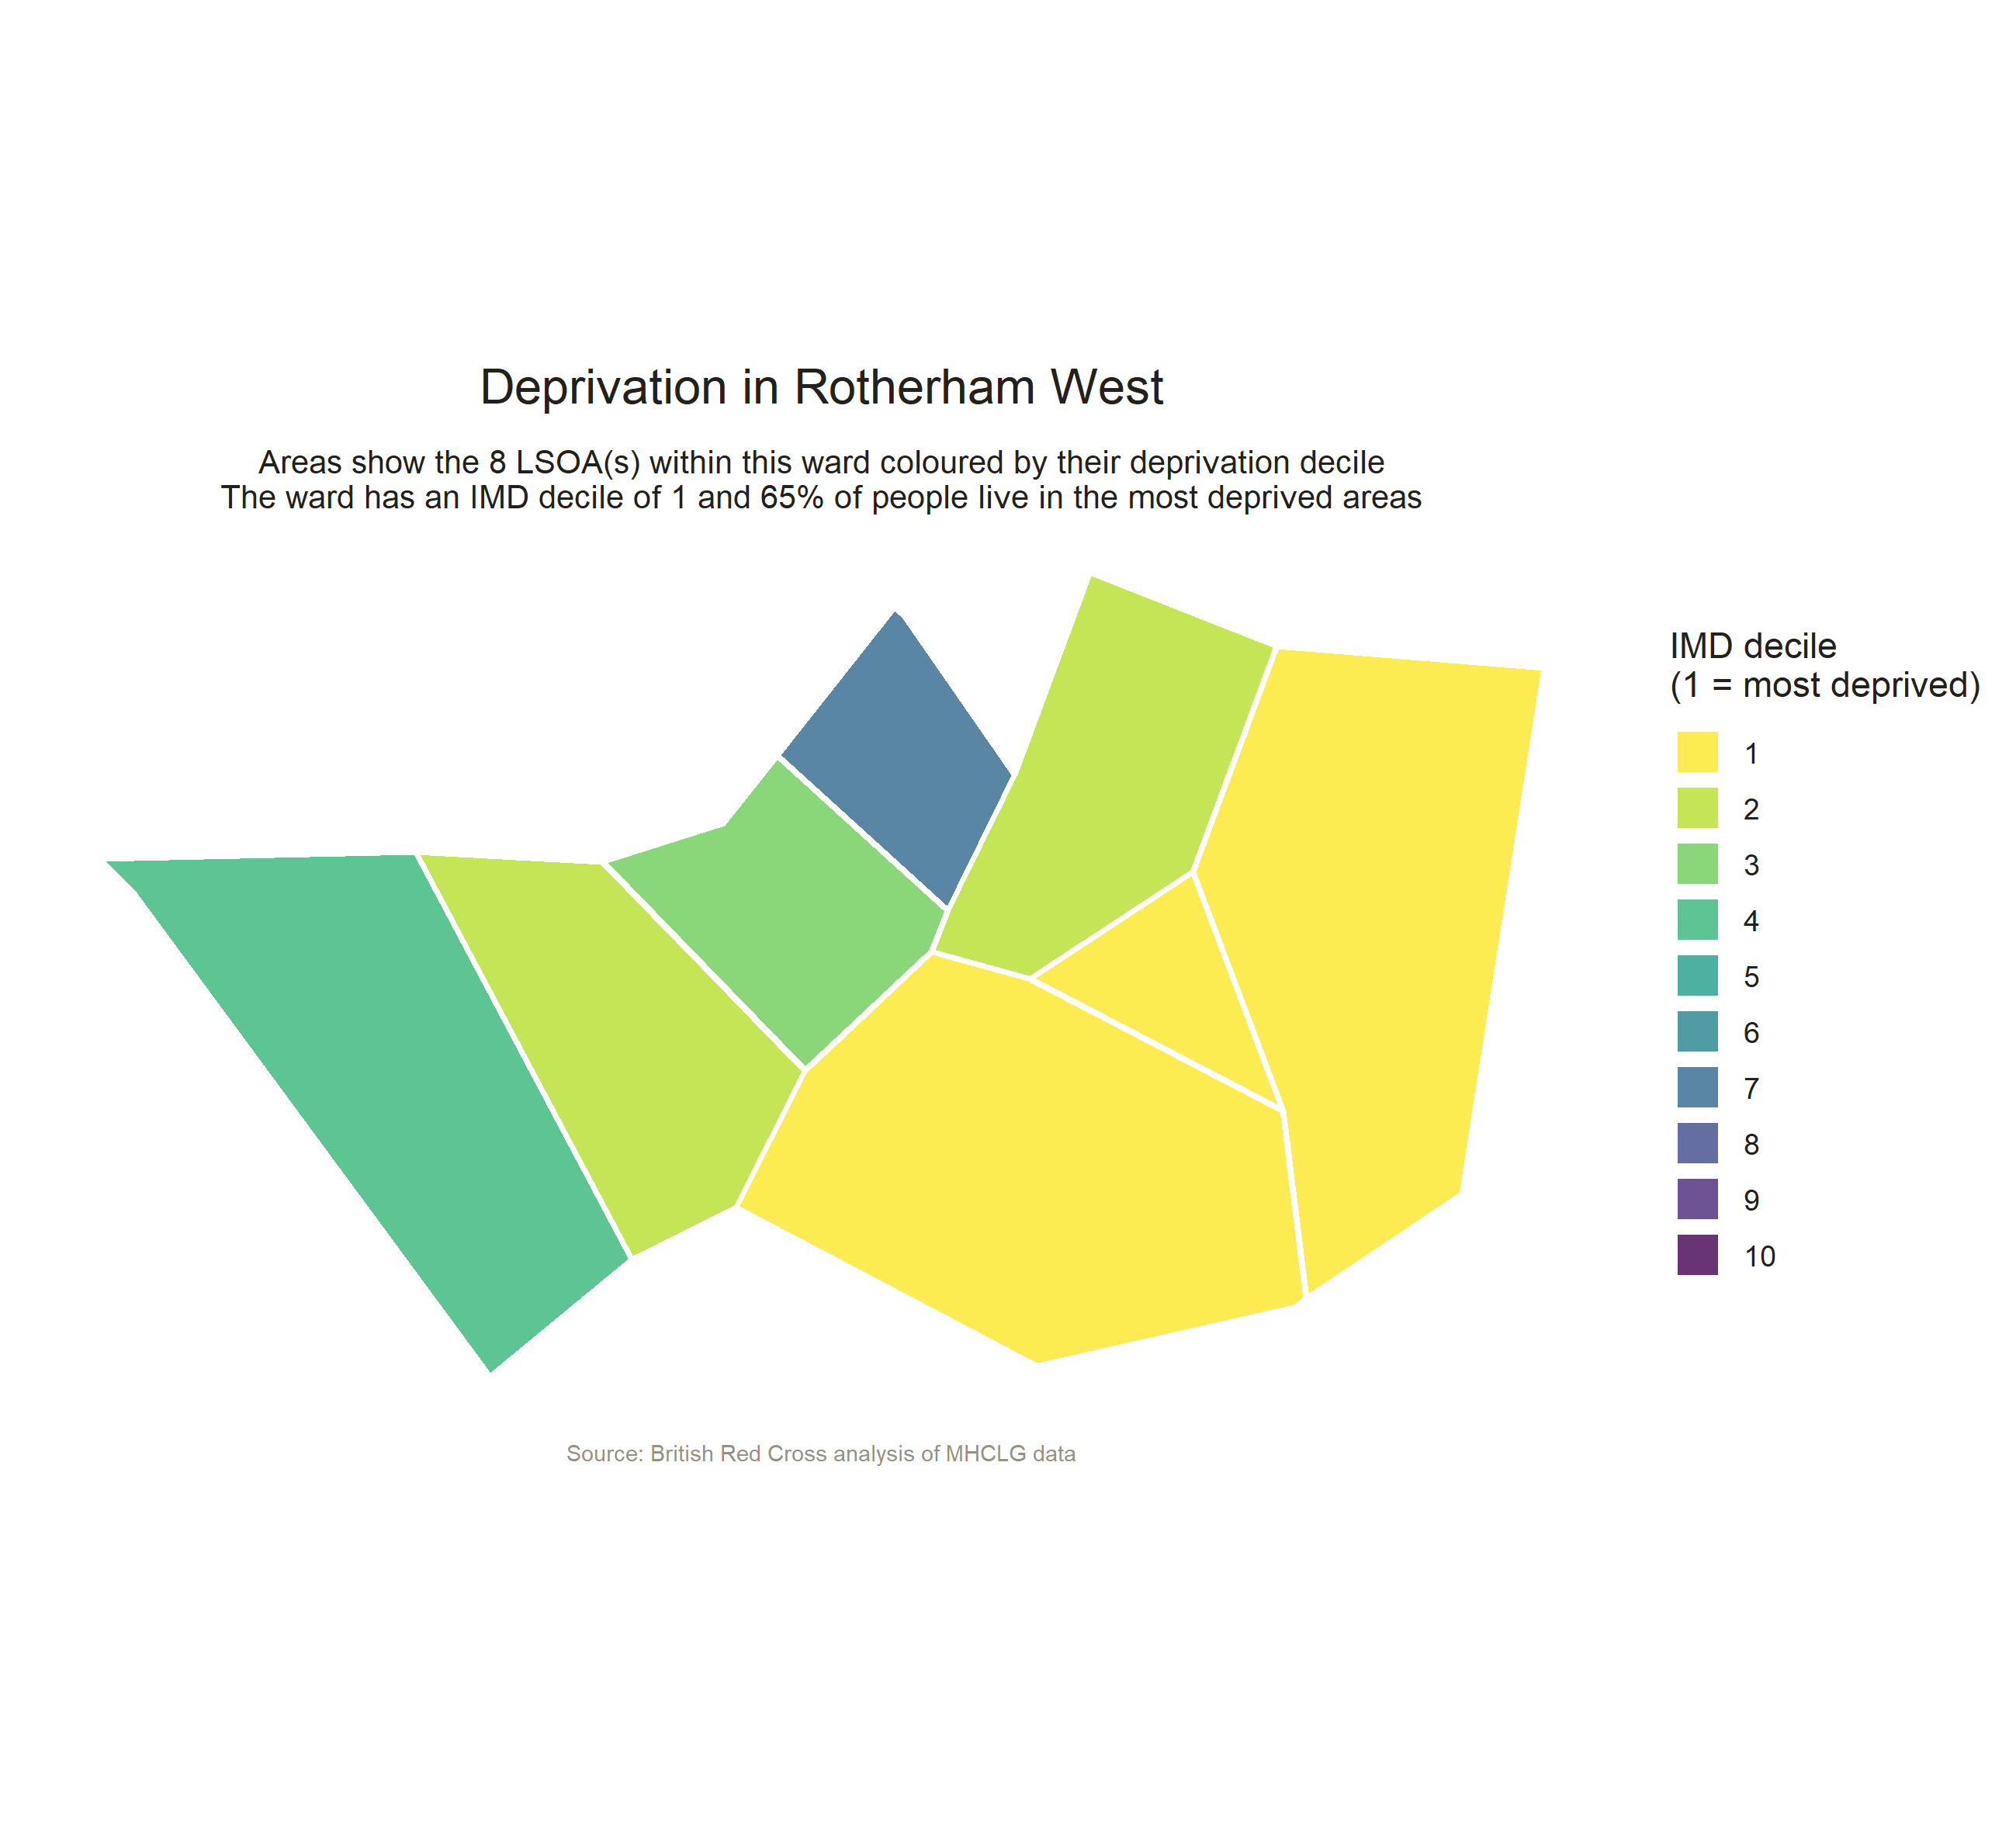 Deprivation in Rotherham West
Areas show the 8 LSOA(s) within this ward coloured by their deprivation decile
The ward has an IMD decile of 1 and 65% of people live in the most deprived areas
IMD decile
(1 = most deprived)
1
2
3
4
5
6
7
8
9
10
Source: British Red Cross analysis of MHCLG data